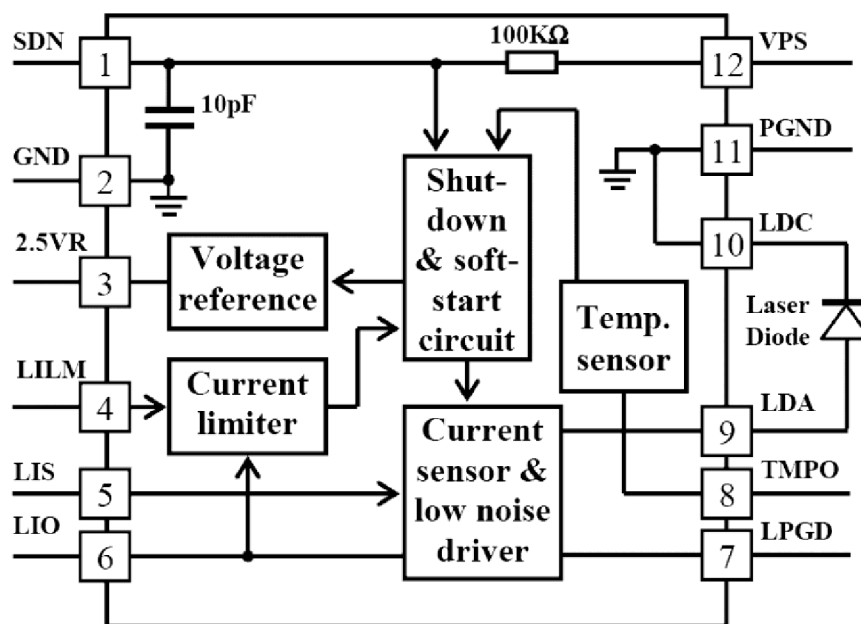 SDN
1
100KΩ
12
VPS
10pF
PGND
11
GND
2
Shut-
down
& soft-
start
circuit
2.5VR
3
Voltage
reference
LDC
10
Temp.
sensor
Laser
Diode
LILM
4
Current
limiter
LDA
9
Current
sensor &
low noise
driver
LIS
5
TMPO
8
LIO
6
LPGD
7